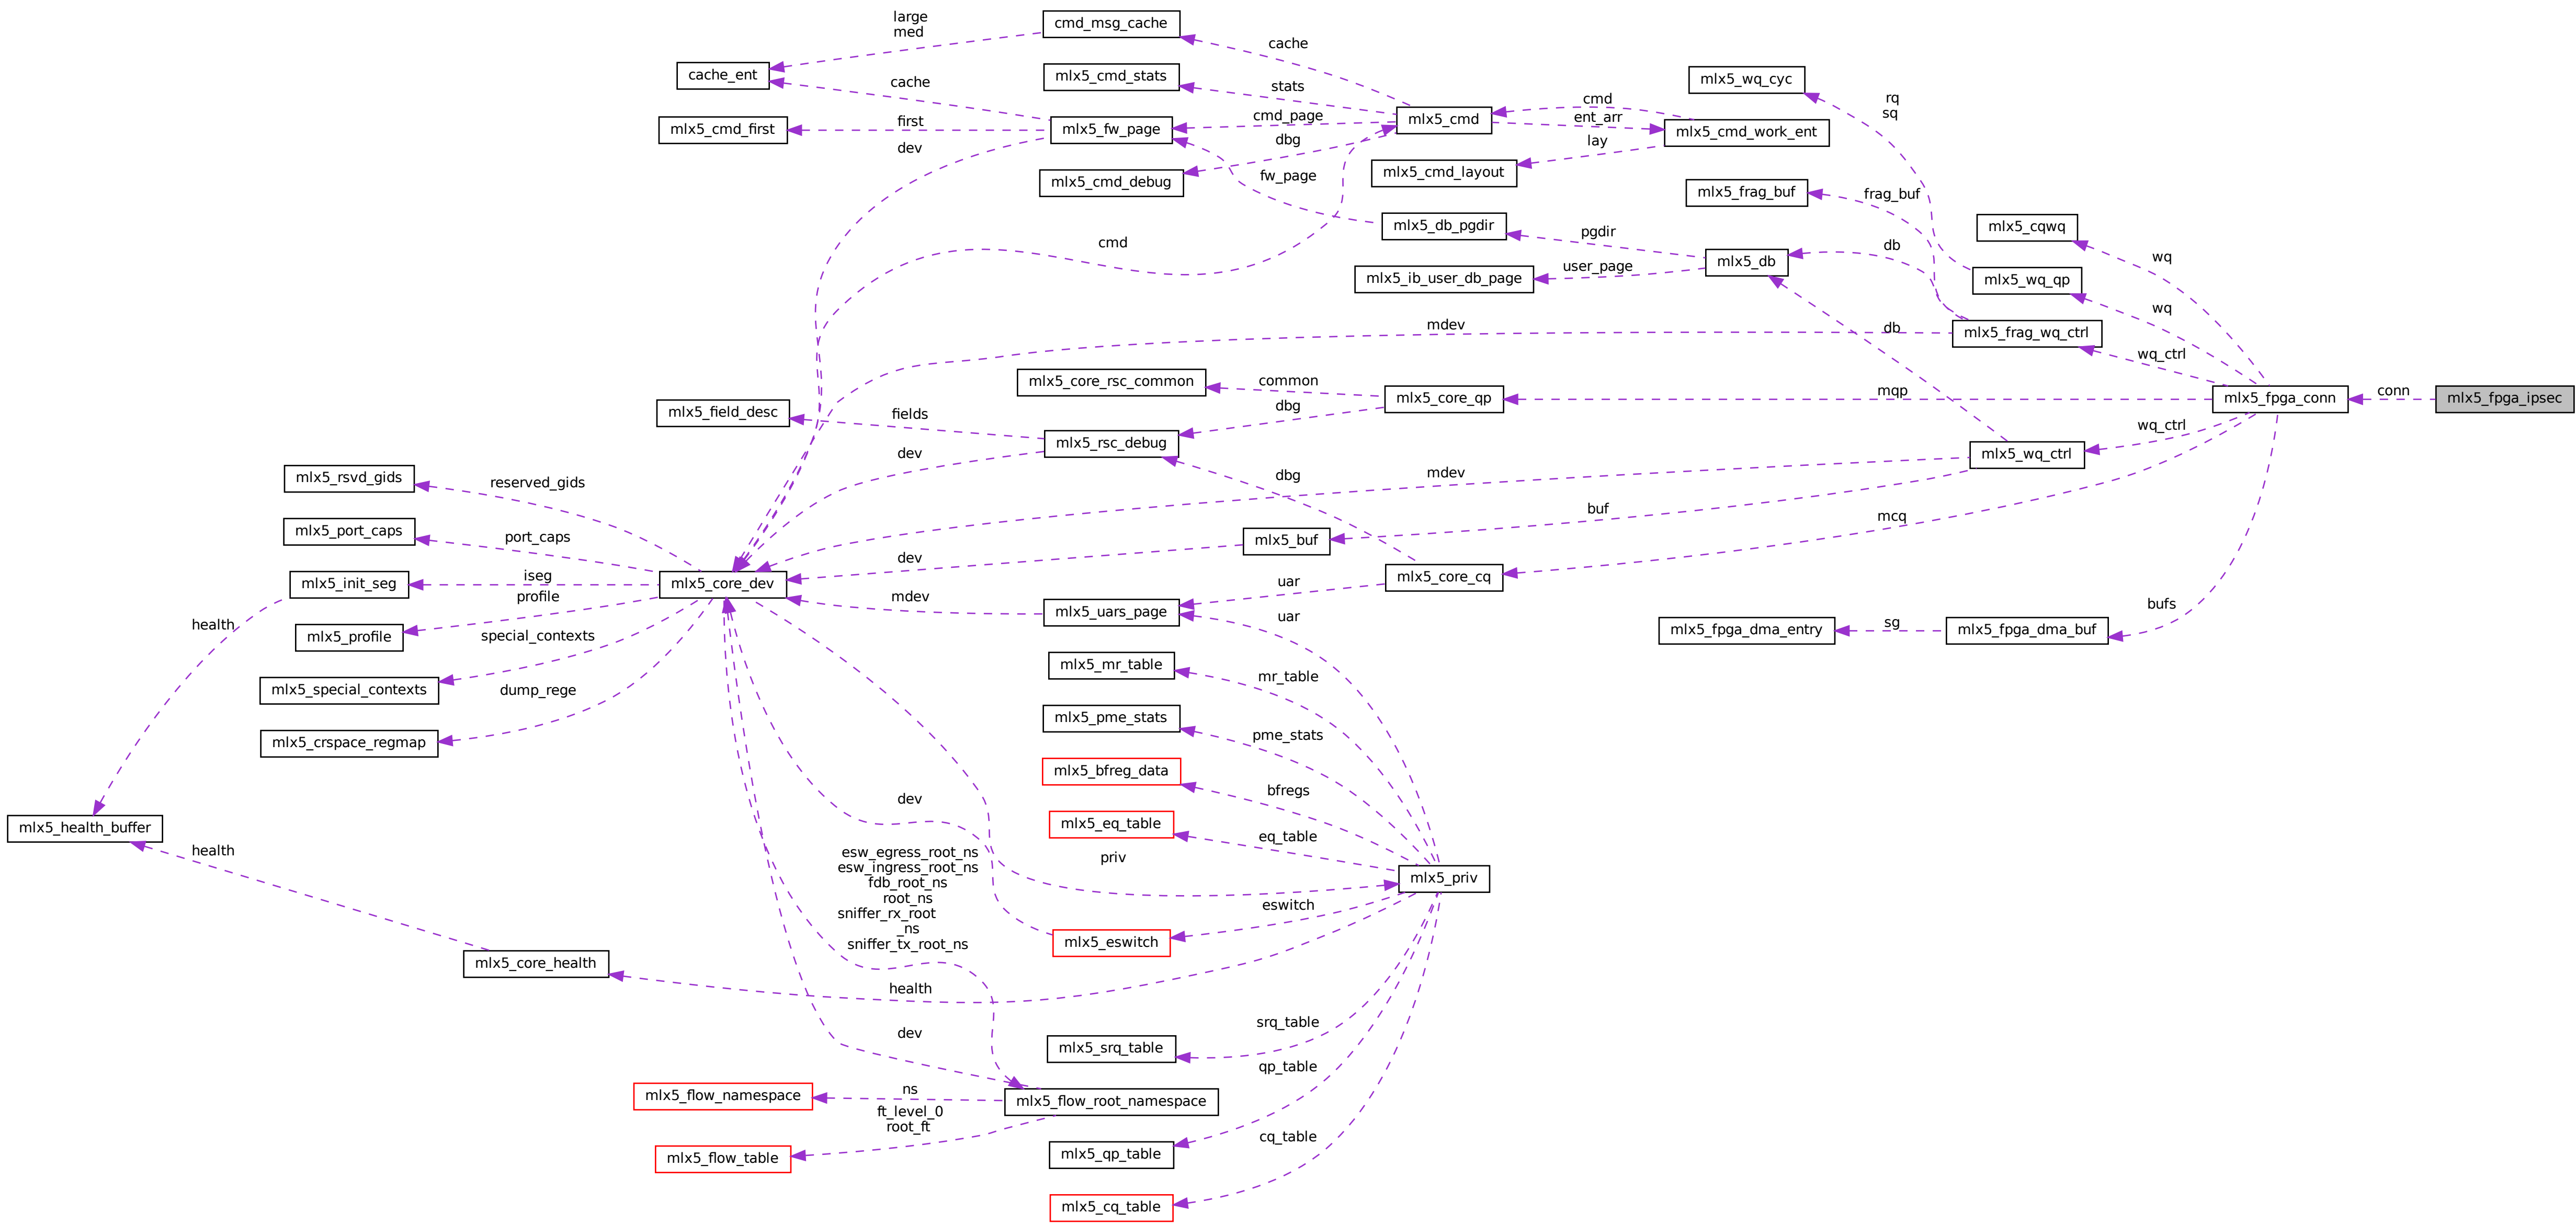 large
med
cmd_msg_cache
cache
cache_ent
mlx5_cmd_stats
stats
mlx5_wq_cyc
cache
mlx5_cmd_first
first
mlx5_fw_page
cmd_page
mlx5_cmd
cmd
ent_arr
mlx5_cmd_work_ent
rq
sq
dev
dbg
lay
mlx5_cmd_debug
fw_page
mlx5_cmd_layout
mlx5_frag_buf
frag_buf
mlx5_db_pgdir
pgdir
mlx5_cqwq
cmd
db
wq
mlx5_ib_user_db_page
user_page
mlx5_db
mlx5_wq_qp
wq
mdev
db
mlx5_frag_wq_ctrl
wq_ctrl
mlx5_core_rsc_common
common
mlx5_core_qp
mqp
mlx5_fpga_conn
conn
mlx5_fpga_ipsec
mlx5_field_desc
fields
dbg
mlx5_rsc_debug
wq_ctrl
dev
mlx5_wq_ctrl
mlx5_rsvd_gids
reserved_gids
dbg
mdev
buf
mcq
mlx5_port_caps
port_caps
mlx5_buf
dev
mlx5_init_seg
iseg
mlx5_core_dev
mlx5_core_cq
uar
profile
mdev
mlx5_uars_page
uar
bufs
health
mlx5_profile
special_contexts
mlx5_fpga_dma_entry
sg
mlx5_fpga_dma_buf
mlx5_mr_table
mr_table
mlx5_special_contexts
dump_rege
mlx5_pme_stats
pme_stats
mlx5_crspace_regmap
mlx5_bfreg_data
bfregs
dev
mlx5_health_buffer
mlx5_eq_table
eq_table
health
esw_egress_root_ns
esw_ingress_root_ns
fdb_root_ns
root_ns
sniffer_rx_root
_ns
sniffer_tx_root_ns
priv
mlx5_priv
eswitch
mlx5_eswitch
mlx5_core_health
health
srq_table
dev
mlx5_srq_table
qp_table
mlx5_flow_namespace
ns
mlx5_flow_root_namespace
ft_level_0
root_ft
cq_table
mlx5_flow_table
mlx5_qp_table
mlx5_cq_table